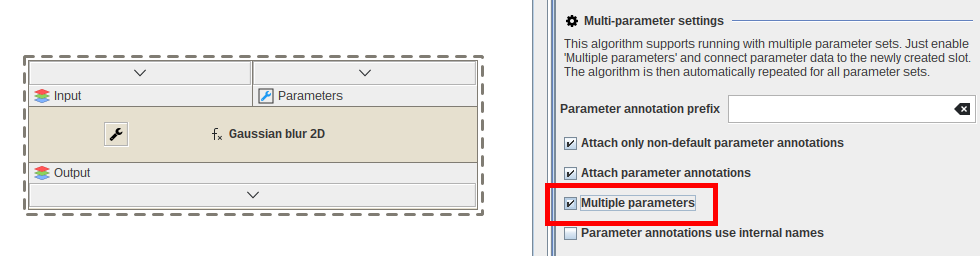 Input
Parameters
Gaussian blur 2D
Output
Multi-parameter settings
This algorithm supports running with multiple parameter sets. Just enable
'Multiple parameters' and connect parameter data to the newly created slot.
The algorithm is then automatically repeated for all parameter sets.
Parameter annotation prefix
Attach only non-default parameter annotations
Attach parameter annotations
Multiple parameters
Parameter annotations use internal names